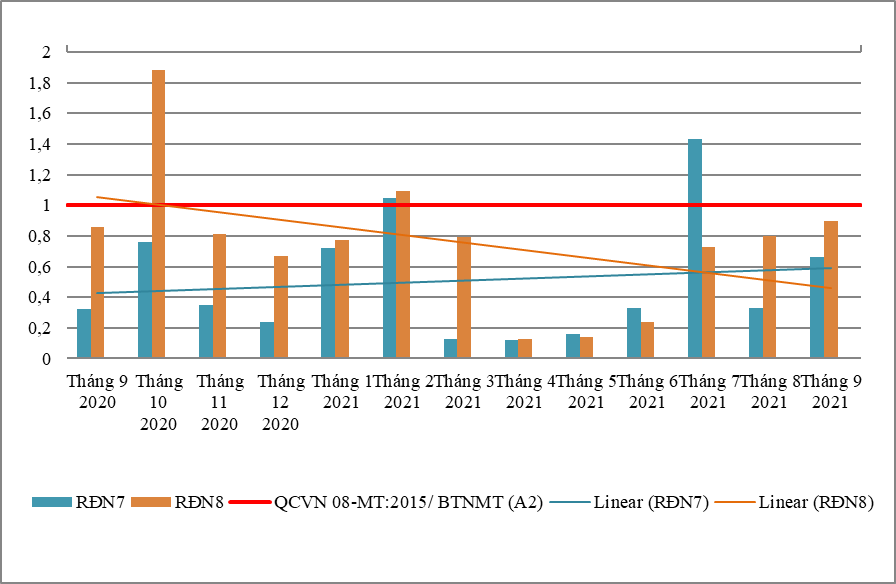 2
1,8
1,6
1,4
1,2
1
0,8
0,6
0,4
0,2
0
Tháng 9 2020
Tháng 10 2020
Tháng 11 2020
Tháng 12 2020
Tháng 1 2021
Tháng 2 2021
Tháng 3 2021
Tháng 4 2021
Tháng 5 2021
Tháng 6 2021
Tháng 7 2021
Tháng 8 2021
Tháng 9 2021
RĐN7
RĐN8
QCVN 08-MT:2015/ BTNMT (A2)
Linear (RĐN7)
Linear (RĐN8)